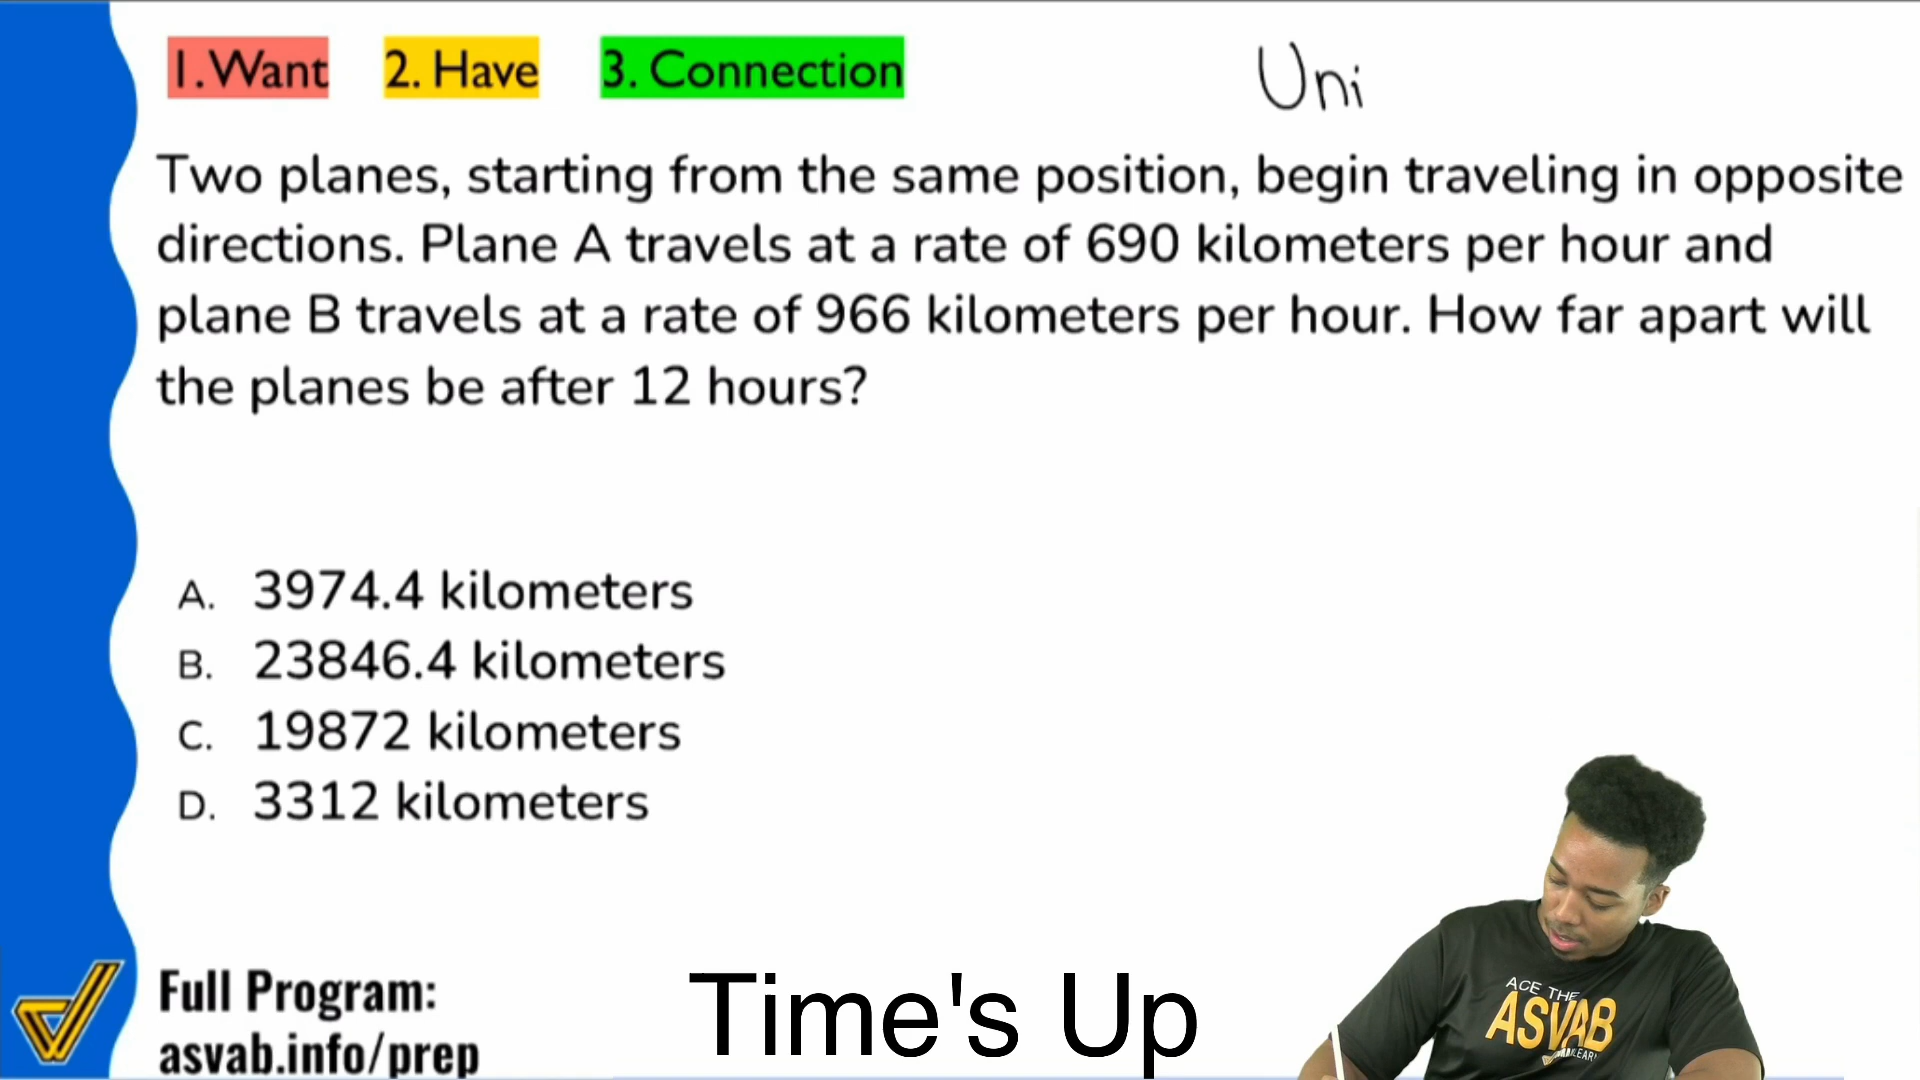 1. Want 2. Have 3. Connection
Uni
Two planes, starting from the same position, begin traveling in opposite
directions. Plane A travels at a rate of 690 kilometers per hour and
plane B travels at a rate of 966 kilometers per hour. How far apart will
the planes be after 12 hours?
A. 3974.4 kilometers
B. 23846.4 kilometers
C. 19872 kilometers
D. 3312 kilometers
Full Program:
asvab.info/prep
Time's Up
ACE THE
ASVAB